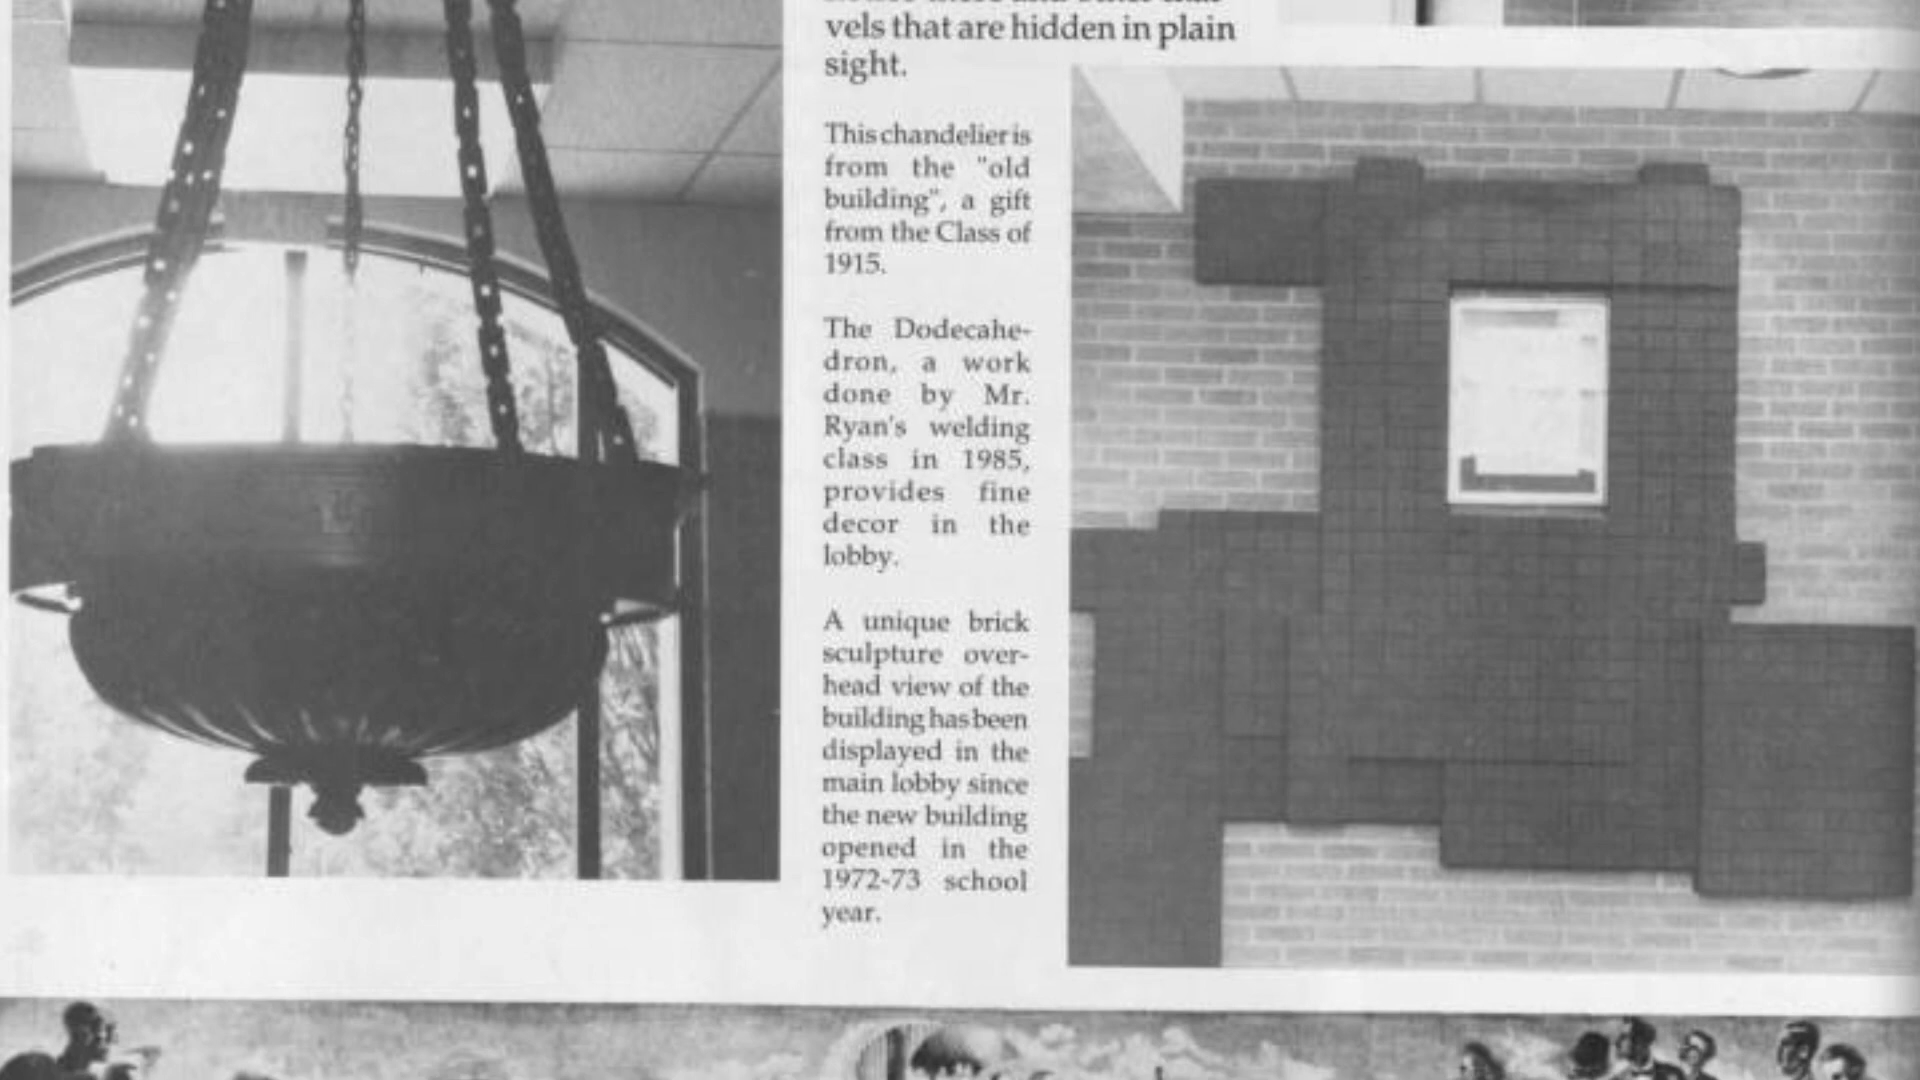 vels that are hidden in plain
sight.
This chandelier is
from the "old
building", a gift
from the Class of
1915.
The Dodecahe-
dron, a work
done by Mr.
Ryan's welding
class in 1985,
provides fine
decor in the
lobby.
A unique brick
sculpture over-
head view of the
building has been
displayed in the
main lobby since
the new building
opened in the
1972-73 school
year.